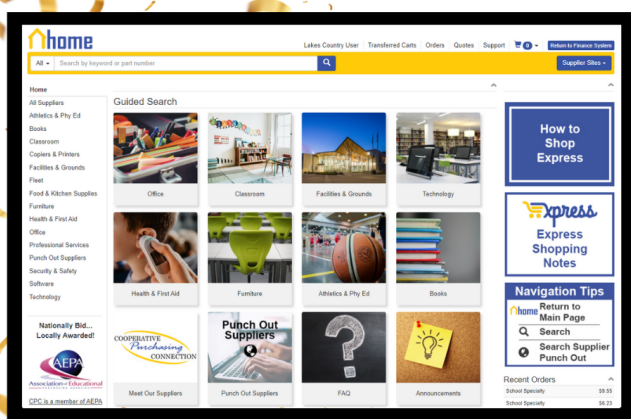 home
Lakes Country User
Transferred Carts
Orders
Quotes
Support
0
Return to Finance System
All
Search by keyword or part number
Supplier Sites
Home
All Suppliers
Athletics & Phy Ed
Books
Classroom
Copiers & Printers
Facilities & Grounds
Fleet
Food & Kitchen Supplies
Furniture
Health & First Aid
Office
Professional Services
Punch Out Suppliers
Security & Safety
Software
Technology
Nationally Bid...
Locally Awarded!
AEPA
Association of Educational
CPC is a member of AEPA
Guided Search
Office
Classroom
Facilities & Grounds
Technology
Health & First Aid
Furniture
Athletics & Phy Ed
Books
COOPERATIVE
Purchasing
CONNECTION
Meet Our Suppliers
Punch Out
Suppliers
Punch Out Suppliers
FAQ
Announcements
How to
Shop
Express
Xpress
Express
Shopping
Notes
Navigation Tips
home
Return to
Main Page
Search
Search Supplier
Punch Out
Recent Orders
School Specialty
$9.55
School Specialty
$6.23